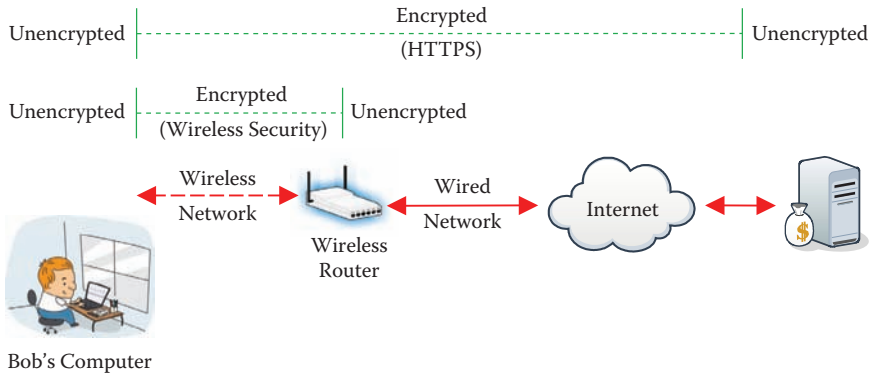 Unencrypted
Encrypted
(HTTPS)
Unencrypted
Unencrypted
Encrypted
(Wireless Security)
Unencrypted
Wireless
Network
Wireless
Router
Wired
Network
Internet
$
Bob's Computer